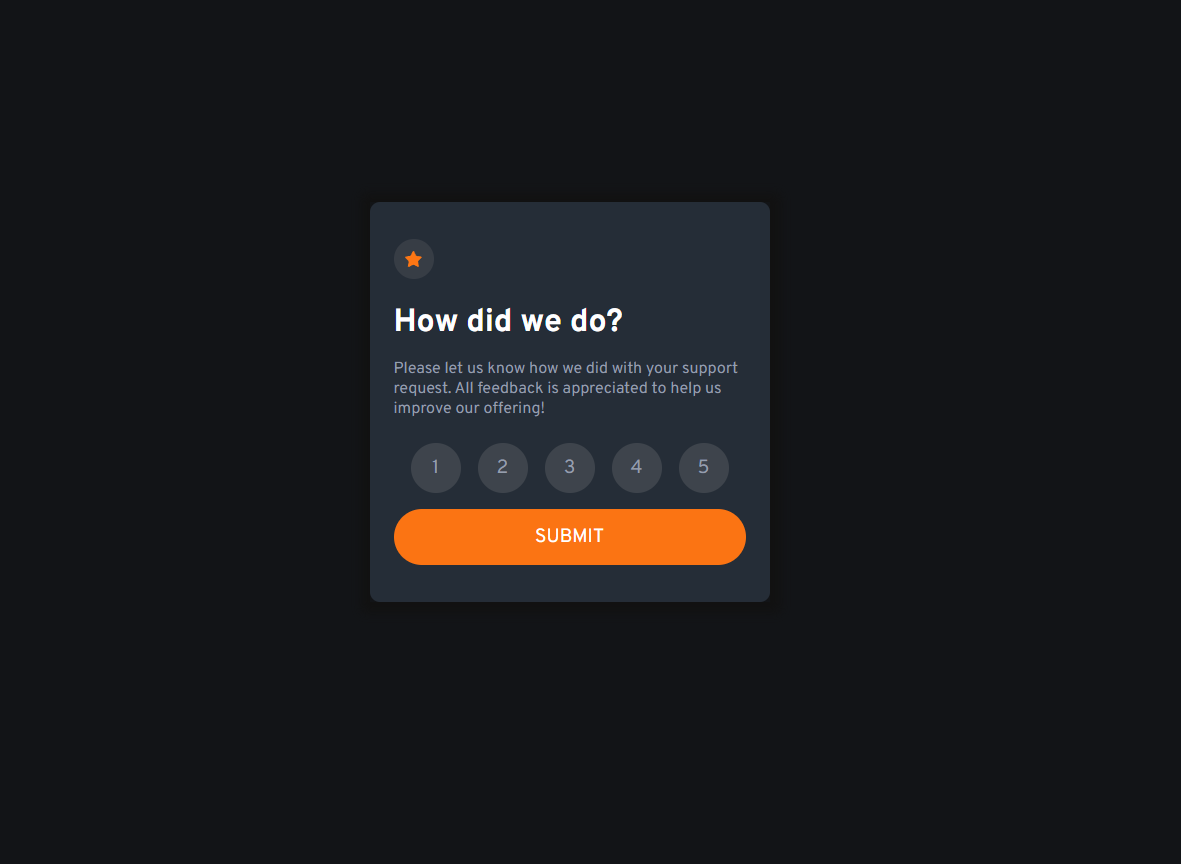 How did we do?
Please let us know how we did with your support
request. All feedback is appreciated to help us
improve our offering!
1 2 3 4 5
SUBMIT